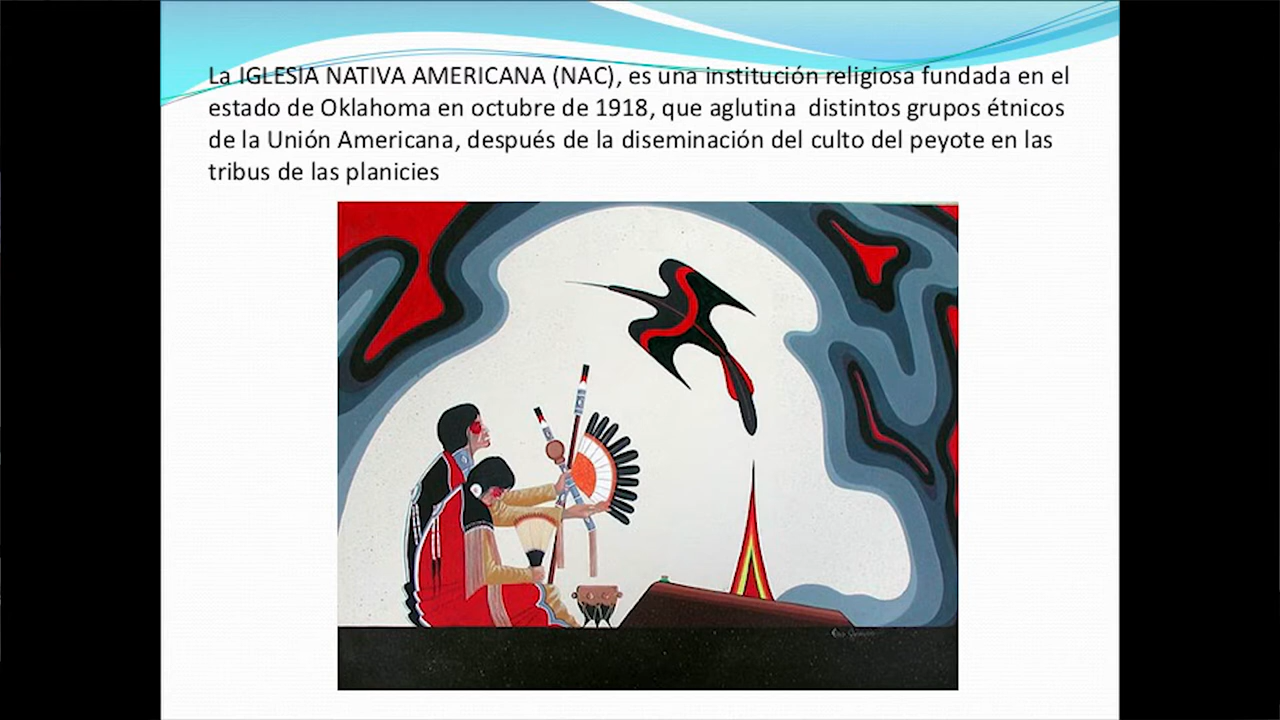 La IGLESIA NATIVA AMERICANA (NAC), es una institución religiosa fundada en el
estado de Oklahoma en octubre de 1918, que aglutina  distintos grupos étnicos
de la Unión Americana, después de la diseminación del culto del peyote en las
tribus de las planicies